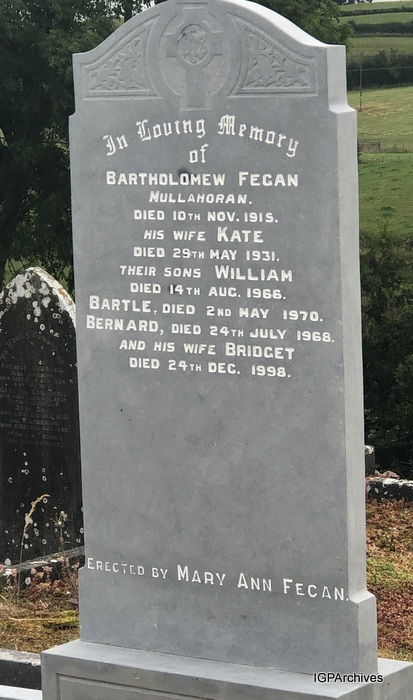 In Loving Memory
of
BARTHOLOMEW FEGAN
MULLAHORAN.
DIED 10TH NOV. 1915.
HIS WIFE KATE
DIED 29TH MAY 1931.
THEIR SONS WILLIAM
DIED 14TH AUG. 1966.
BARTLE, DIED 2ND MAY 1970.
BERNARD, DIED 24TH JULY 1968.
AND HIS WIFE BRIDGET
DIED 24TH DEC. 1998.
ERECTED BY MARY ANN FEGAN.
IGPArchives